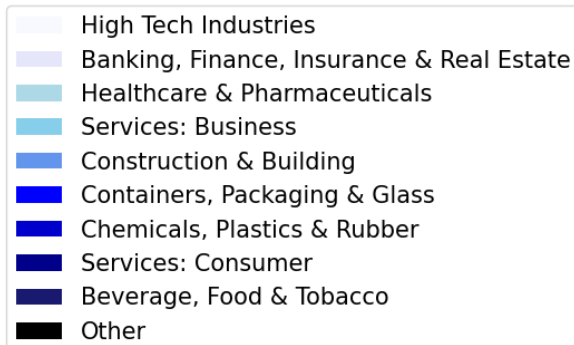 High Tech Industries
Banking, Finance, Insurance & Real Estate
Healthcare & Pharmaceuticals
Services: Business
Construction & Building
Containers, Packaging & Glass
Chemicals, Plastics & Rubber
Services: Consumer
Beverage, Food & Tobacco
Other